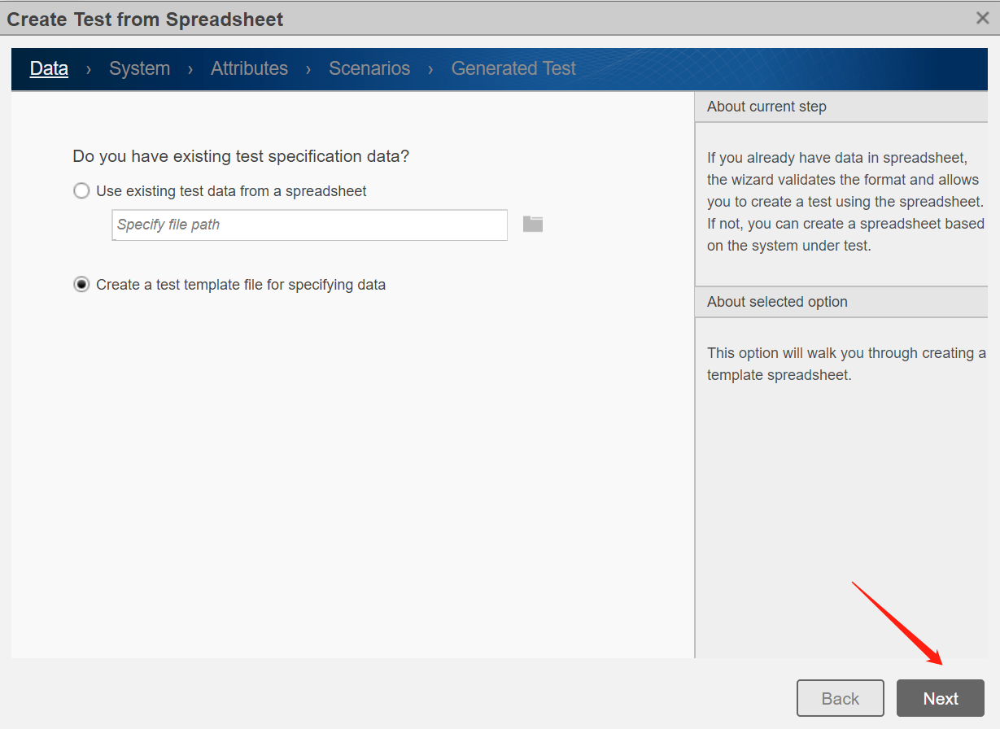 Create Test from Spreadsheet
Data › System › Attributes › Scenarios › Generated Test
Do you have existing test specification data?
Use existing test data from a spreadsheet
Specify file path
Create a test template file for specifying data
About current step
If you already have data in spreadsheet,
the wizard validates the format and allows
you to create a test using the spreadsheet.
If not, you can create a spreadsheet based
on the system under test.
About selected option
This option will walk you through creating a
template spreadsheet.
Back
Next